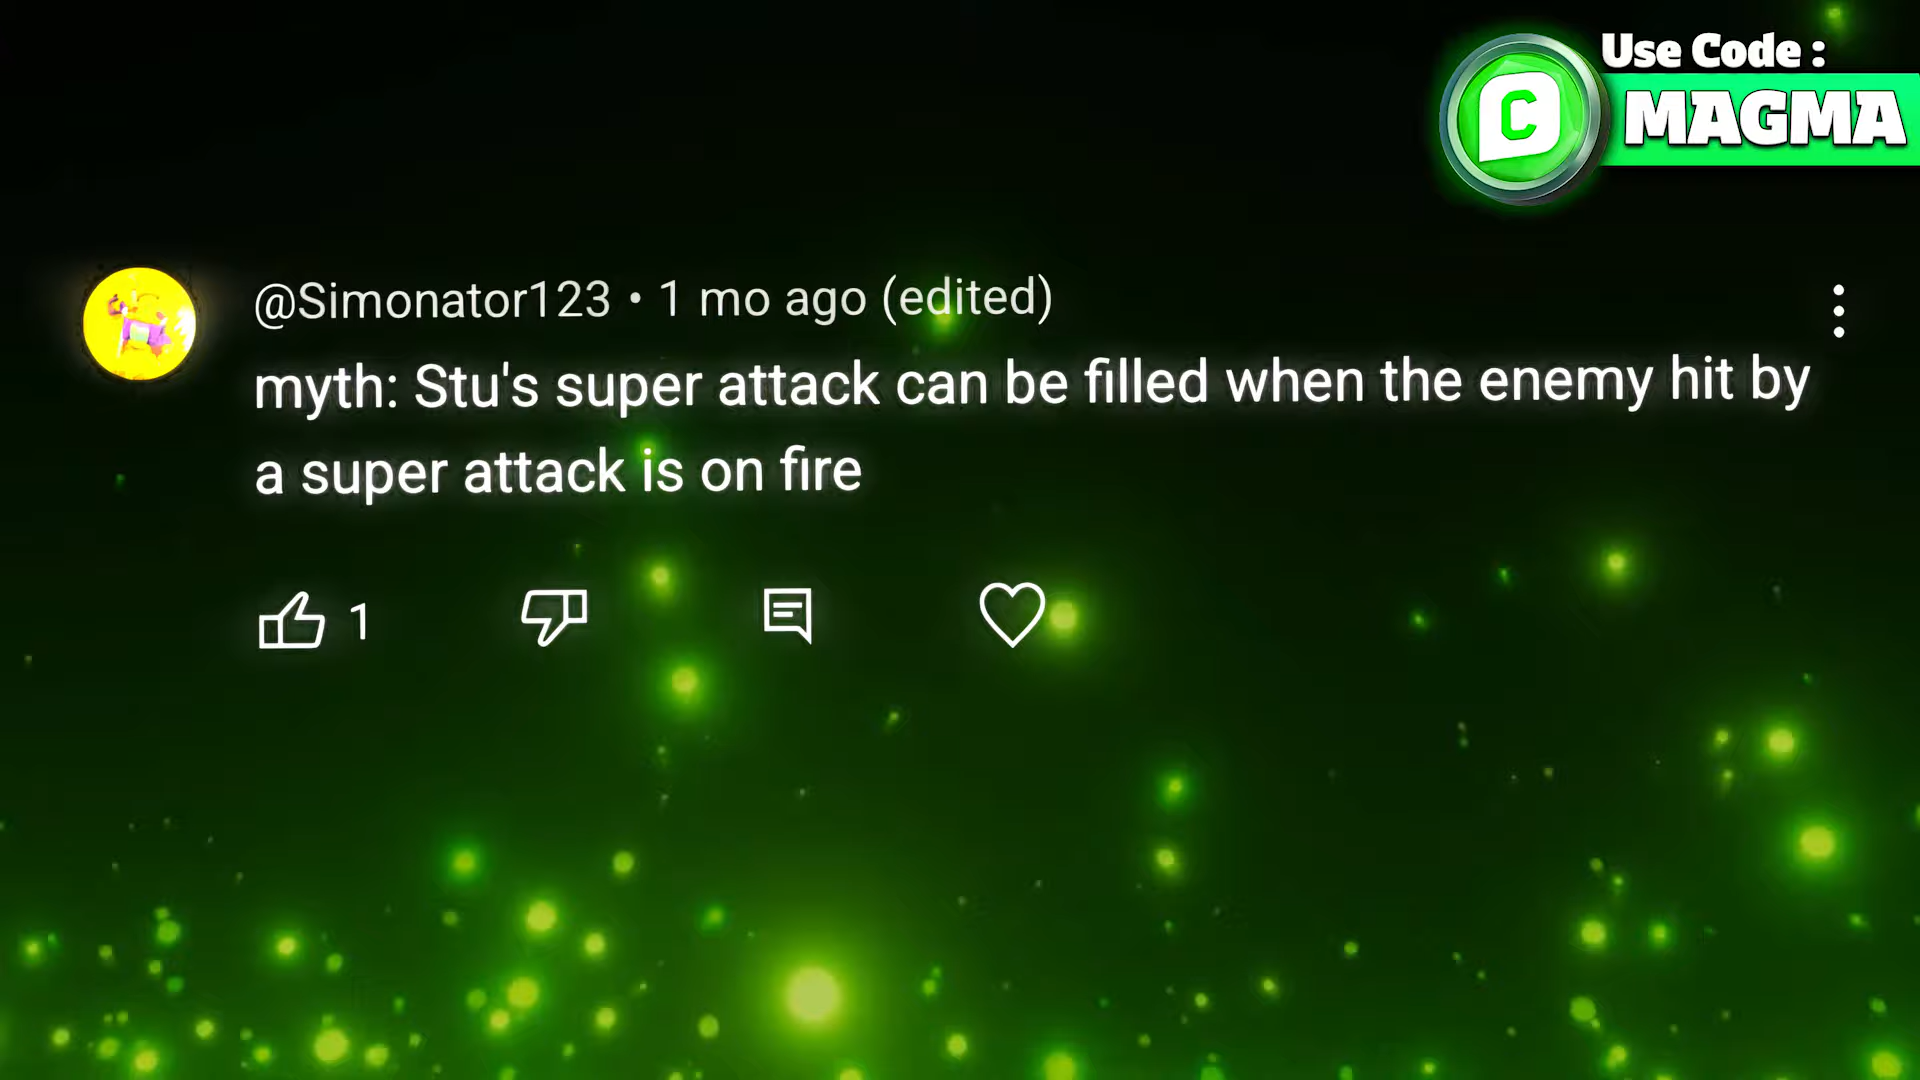 Use Code :
C
MAGMA
@Simonator123 • 1 mo ago (edited)
myth: Stu's super attack can be filled when the enemy hit by
a super attack is on fire
1